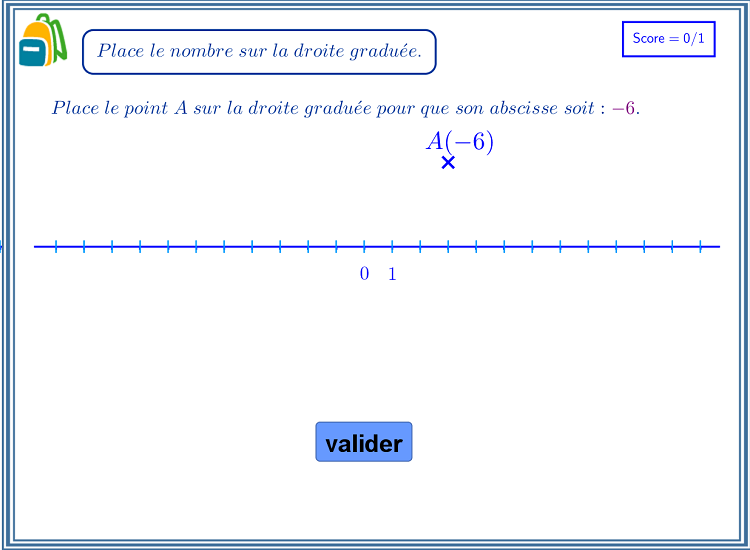 Place le nombre sur la droite graduée.
Score = 0/1
Place le point A sur la droite graduée pour que son abscisse soit : −6.
A(−6)
0 1
valider